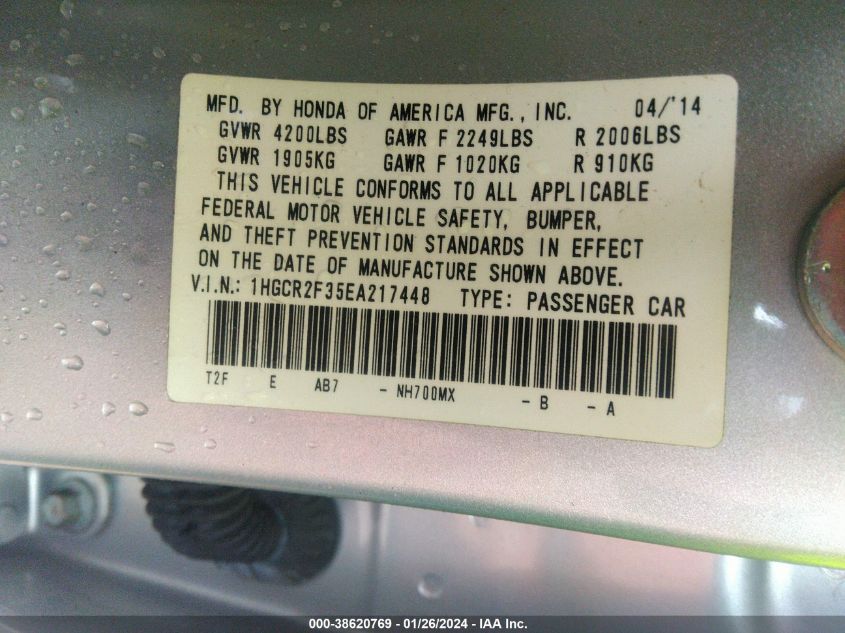 MFD. BY HONDA OF AMERICA MFG., INC. 04/'14
GVWR 4200LBS GAWR F 2249LBS R 2006LBS
GVWR 1905KG GAWR F 1020KG R 910KG
THIS VEHICLE CONFORMS TO ALL APPLICABLE
FEDERAL MOTOR VEHICLE SAFETY, BUMPER,
AND THEFT PREVENTION STANDARDS IN EFFECT
ON THE DATE OF MANUFACTURE SHOWN ABOVE.
V.I.N.: 1HGCR2F35EA217448 TYPE: PASSENGER CAR
T2F E AB7 - NH700MX - B - A
000-38620769 - 01/26/2024 - IAA Inc.